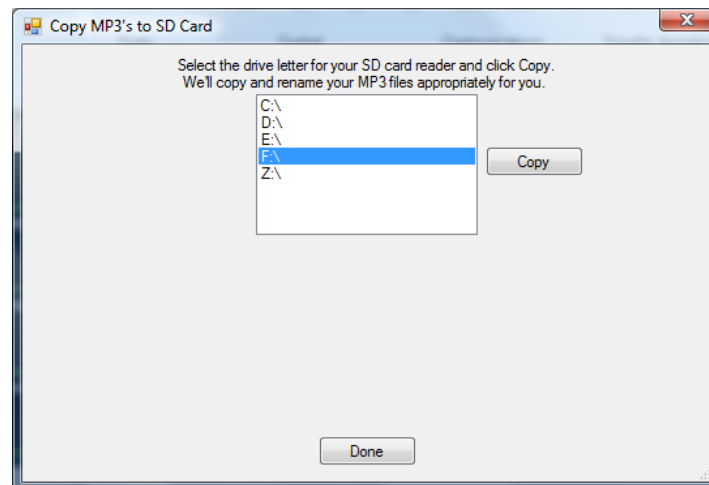 Copy MP3's to SD Card
Select the drive letter for your SD card reader and click Copy.
We'll copy and rename your MP3 files appropriately for you.
C:\
D:\
E:\
F:\
Z:\
Copy
Done